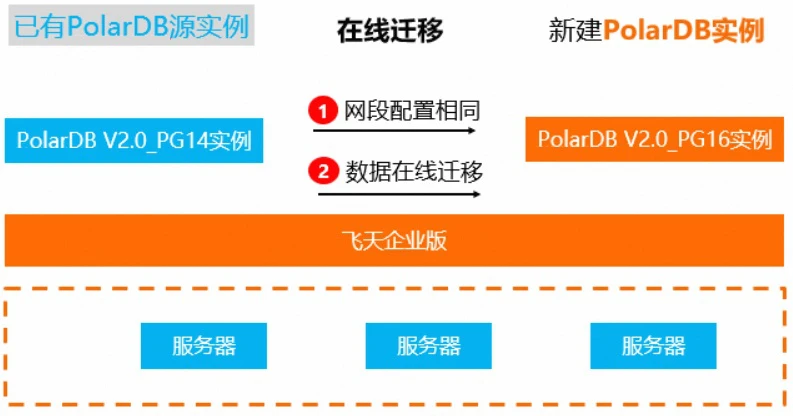 已有PolarDB源实例
在线迁移
新建PolarDB实例
1 网段配置相同
PolarDB V2.0_PG14实例
PolarDB V2.0_PG16实例
2 数据在线迁移
飞天企业版
服务器
服务器
服务器